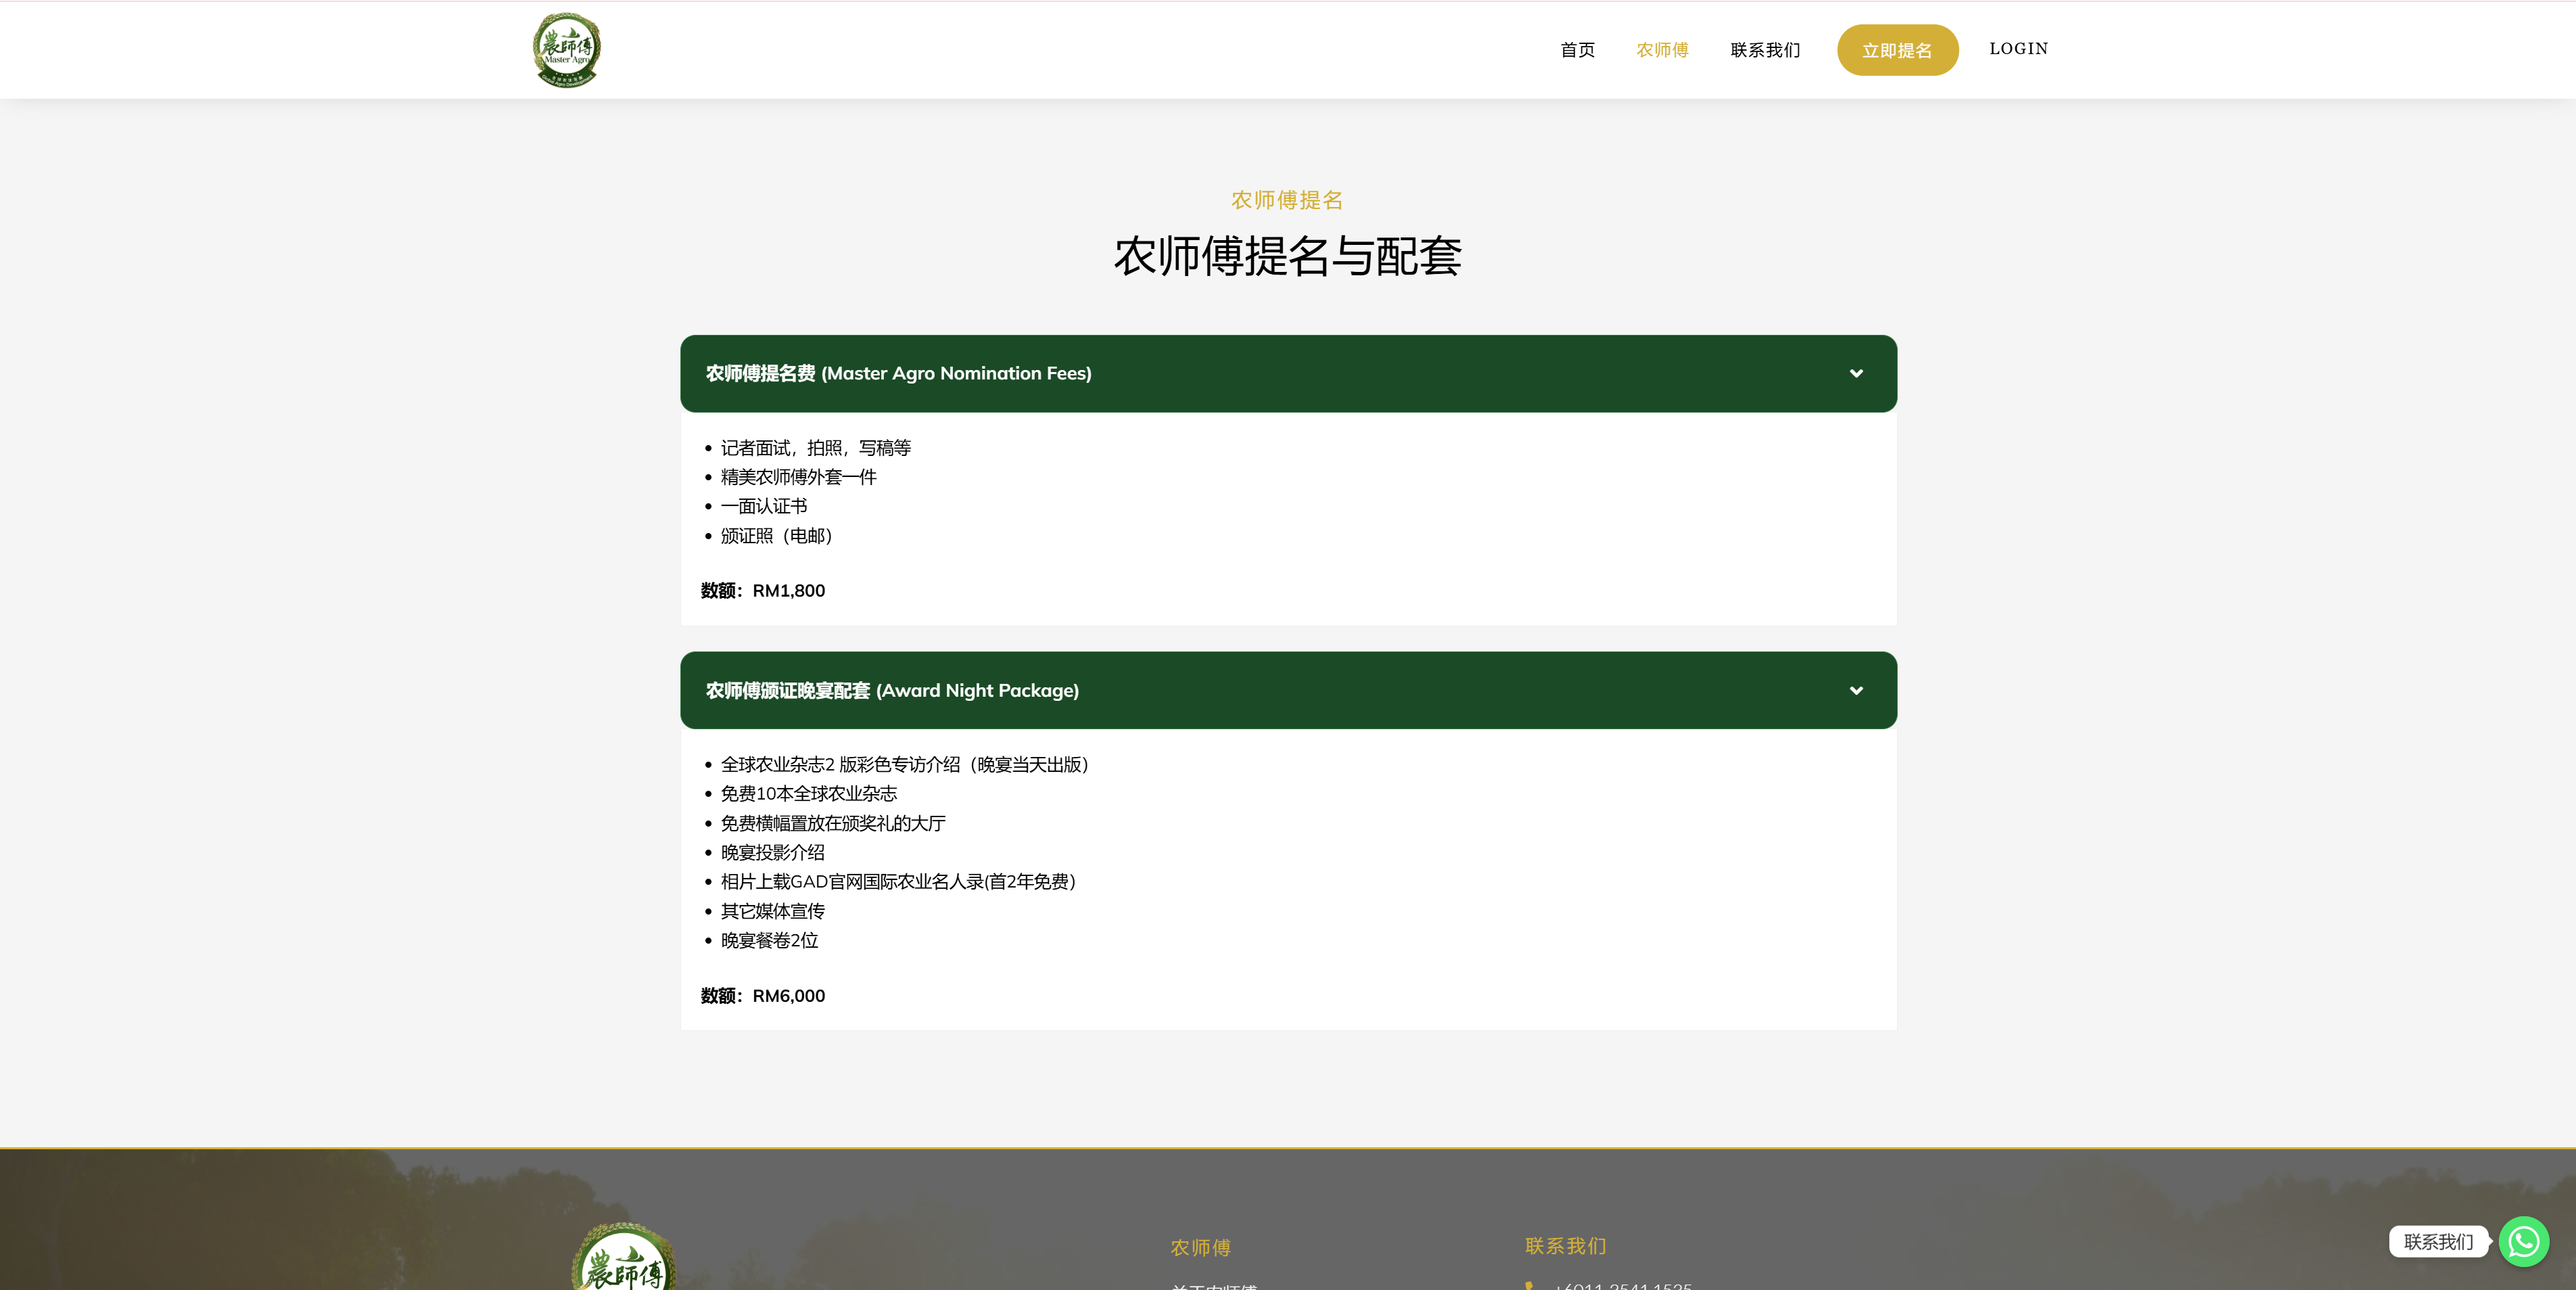 農師傅
Master Agro
首页
农师傅
联系我们
立即提名
LOGIN
农师傅提名
农师傅提名与配套
农师傅提名费 (Master Agro Nomination Fees)
记者面试，拍照，写稿等
精美农师傅外套一件
一面认证书
颁证照（电邮）
数额：RM1,800
农师傅颁证晚宴配套 (Award Night Package)
全球农业杂志2 版彩色专访介绍（晚宴当天出版）
免费10本全球农业杂志
免费横幅置放在颁奖礼的大厅
晚宴投影介绍
相片上载GAD官网国际农业名人录(首2年免费）
其它媒体宣传
晚宴餐卷2位
数额：RM6,000
農師傅
农师傅
联系我们
关于农师傅
+6011-2541 1525
联系我们